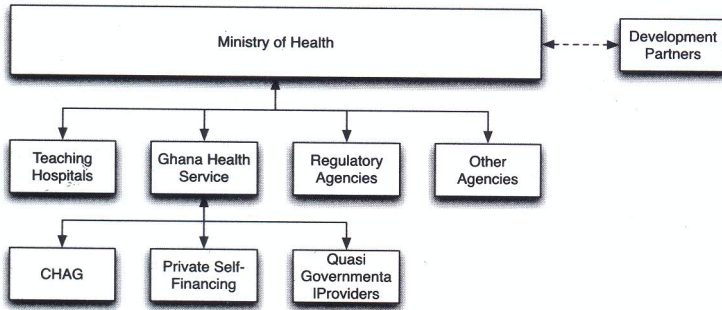 Ministry of Health
Development
Partners
Teaching
Hospitals
Ghana Health
Service
Regulatory
Agencies
Other
Agencies
CHAG
Private Self-
Financing
Quasi
Governmenta
lProviders